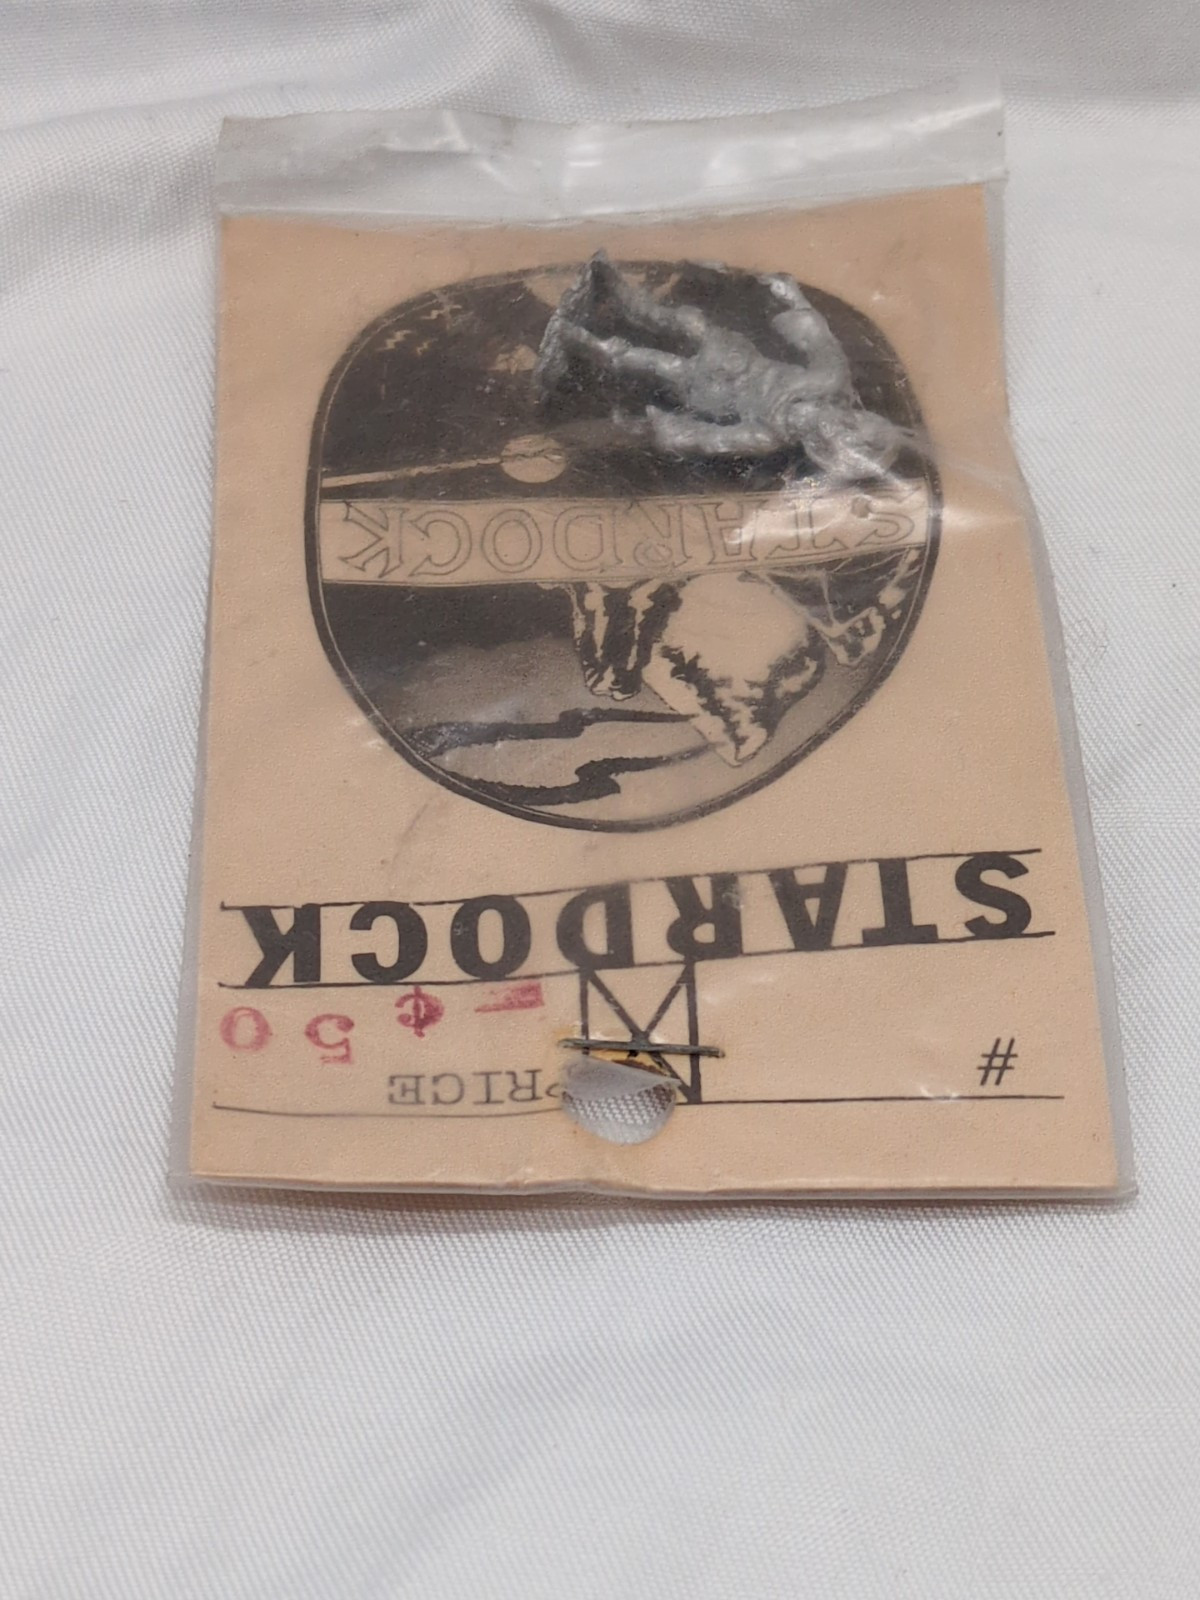 # PRICE
— ¢ 50
STARDOCK
STARDOCK